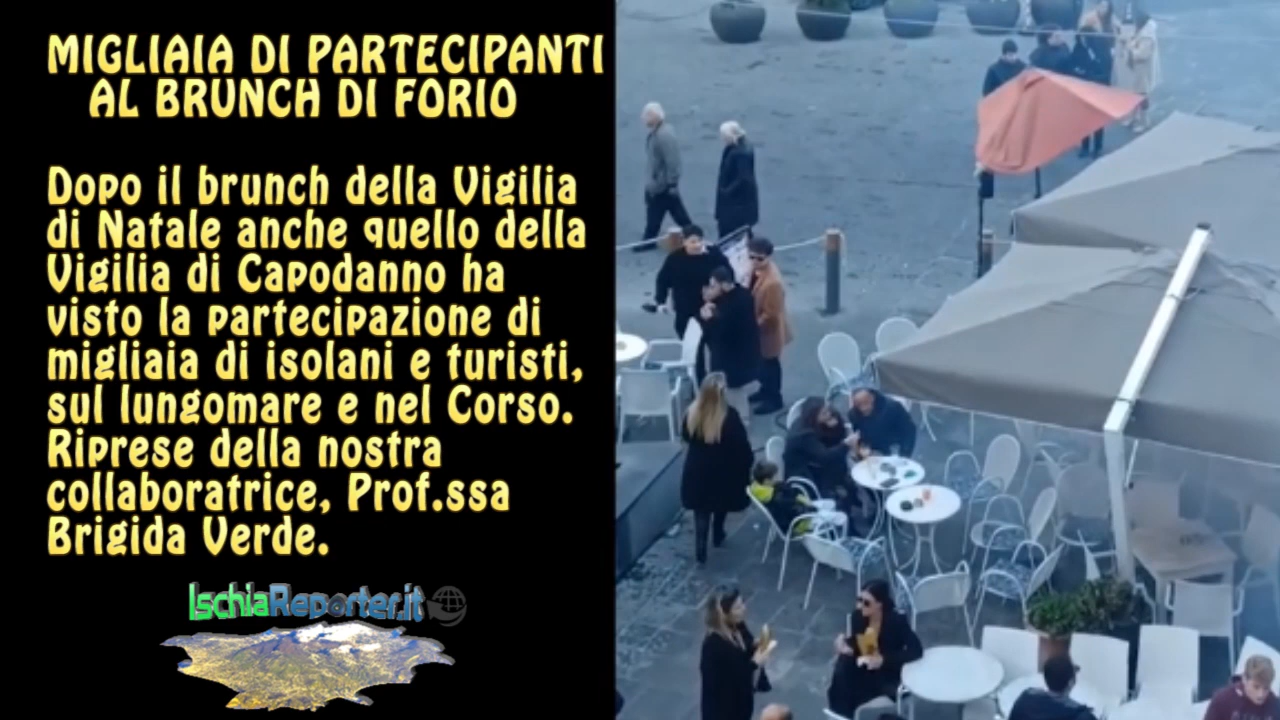 MIGLIAIA DI PARTECIPANTI
AL BRUNCH DI FORIO
Dopo il brunch della Vigilia
di Natale anche quello della
Vigilia di Capodanno ha
visto la partecipazione di
migliaia di isolani e turisti,
sul lungomare e nel Corso.
Riprese della nostra
collaboratrice, Prof.ssa
Brigida Verde.
IschiaReporter.it